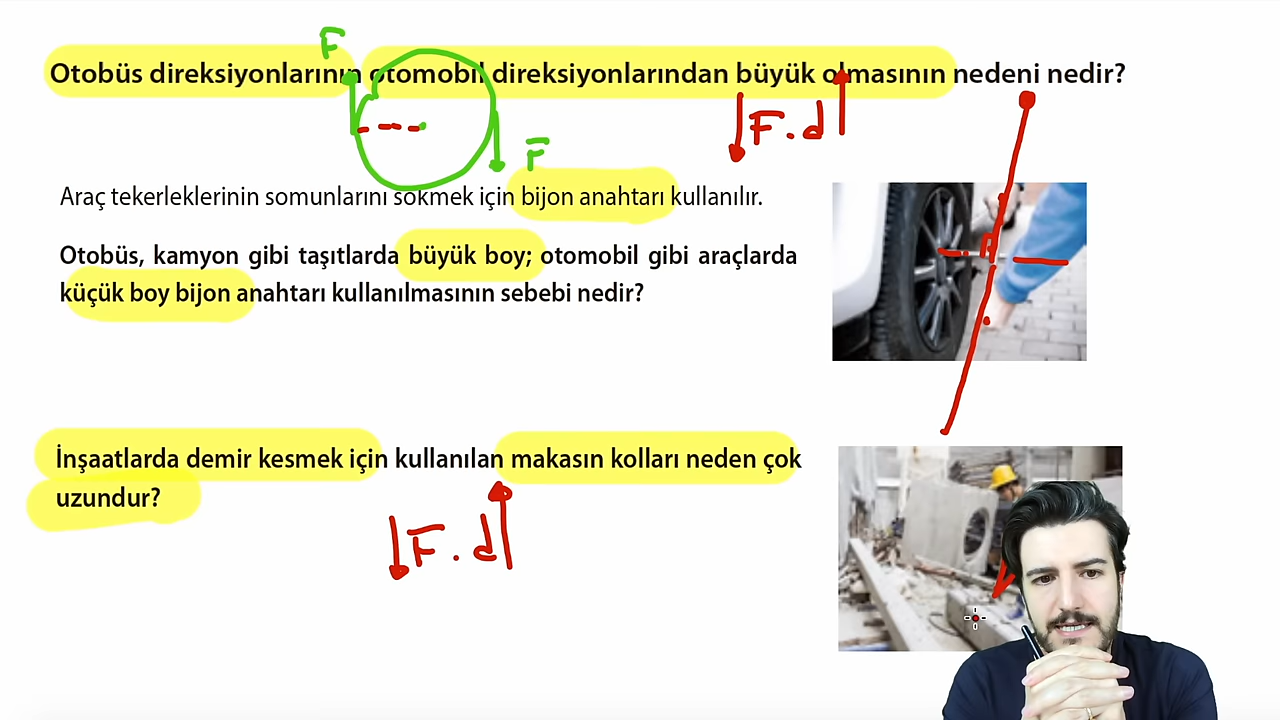 F
Otobüs direksiyonlarının otomobil direksiyonlarından büyük olmasının nedeni nedir?
F . d
F
Araç tekerleklerinin somunlarını sökmek için bijon anahtarı kullanılır.
Otobüs, kamyon gibi taşıtlarda büyük boy; otomobil gibi araçlarda
küçük boy bijon anahtarı kullanılmasının sebebi nedir?
İnşaatlarda demir kesmek için kullanılan makasın kolları neden çok
uzundur?
F . d